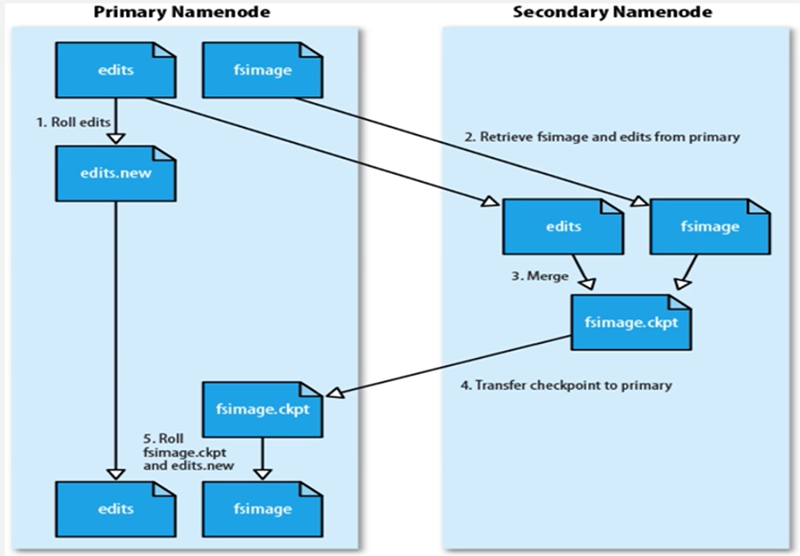 Primary Namenode
Secondary Namenode
edits
fsimage
1. Roll edits
2. Retrieve fsimage and edits from primary
edits.new
edits
fsimage
3. Merge
fsimage.ckpt
4. Transfer checkpoint to primary
fsimage.ckpt
5. Roll
fsimage.ckpt
and edits.new
edits
fsimage